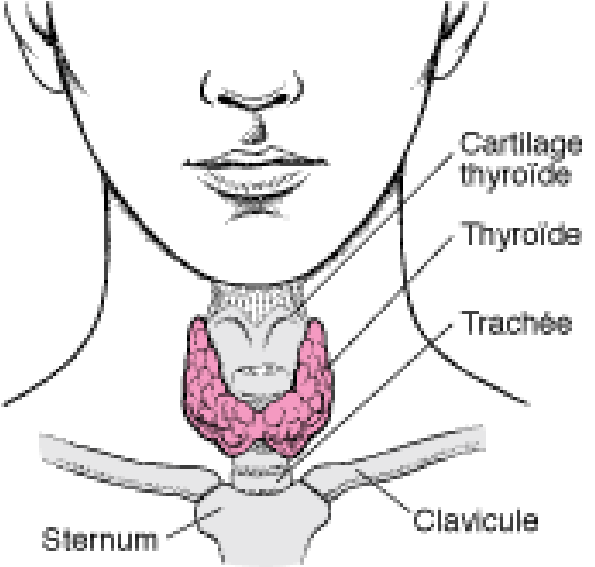 Cartilage
thyroïde
Thyroïde
Trachée
Clavicule
Sternum